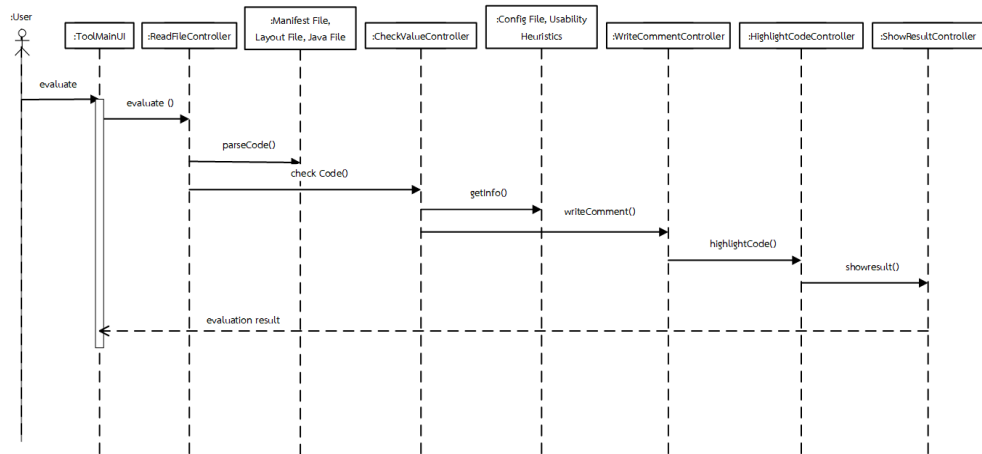 :User
:ToolMainUI
:ReadFileController
:Manifest File,
Layout File, Java File
:CheckValueController
:Config File, Usability
Heuristics
:WriteCommentController
:HighlightCodeController
:ShowResultController
evaluate
evaluate ()
parseCode()
check Code()
getInfo()
writeComment()
highlightCode()
showresult()
evaluation result